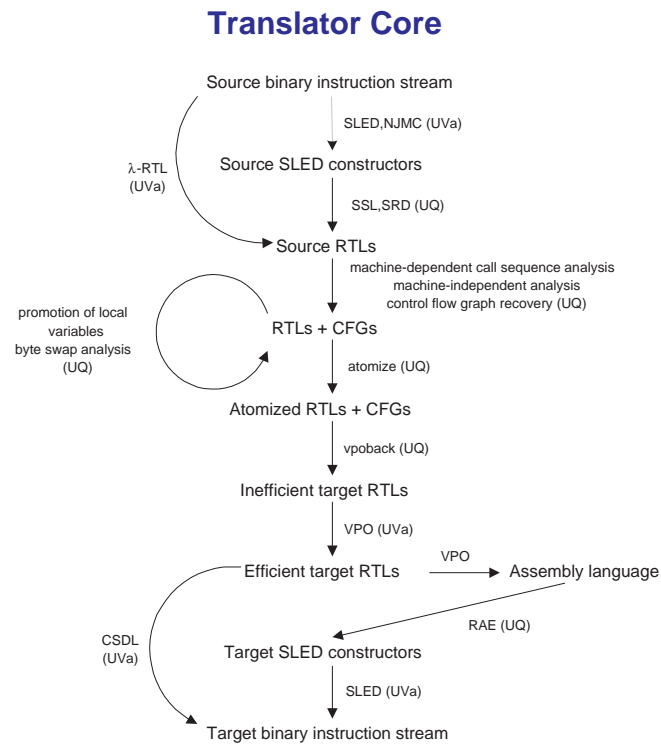 Translator Core
Source binary instruction stream
SLED,NJMC (UVa)
λ-RTL
(UVa)
Source SLED constructors
SSL,SRD (UQ)
Source RTLs
machine-dependent call sequence analysis
machine-independent analysis
control flow graph recovery (UQ)
promotion of local
variables
byte swap analysis
(UQ)
RTLs + CFGs
atomize (UQ)
Atomized RTLs + CFGs
vpoback (UQ)
Inefficient target RTLs
VPO (UVa)
Efficient target RTLs
VPO
Assembly language
RAE (UQ)
CSDL
(UVa)
Target SLED constructors
SLED (UVa)
Target binary instruction stream